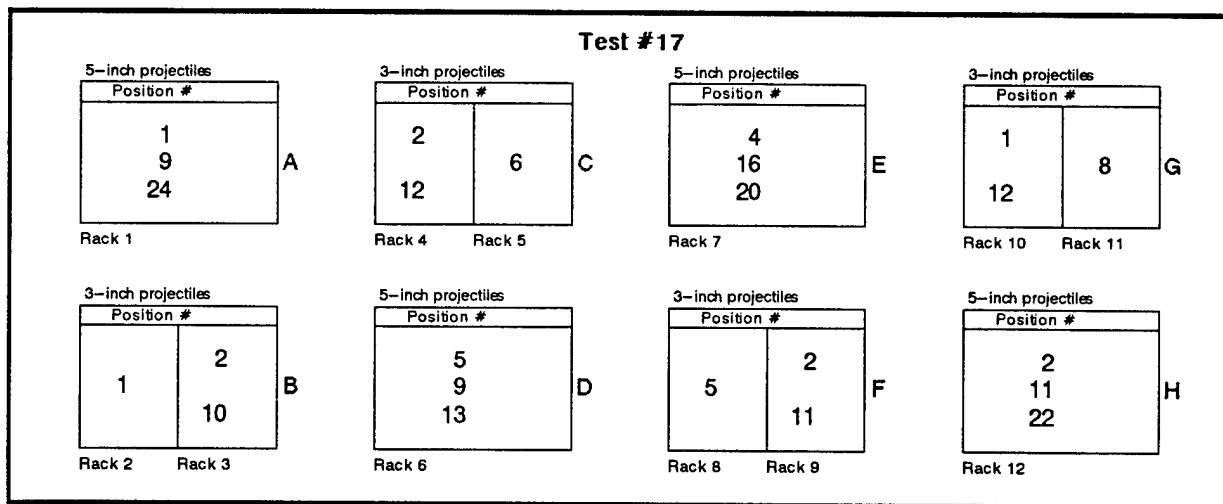 Test #17
5-inch projectiles
Position #
1
9
24
A
Rack 1
3-inch projectiles
Position #
2
12
6
C
Rack 4 Rack 5
5-inch projectiles
Position #
4
16
20
E
Rack 7
3-inch projectiles
Position #
1
12
8
G
Rack 10 Rack 11
3-inch projectiles
Position #
1
2
10
B
Rack 2 Rack 3
5-inch projectiles
Position #
5
9
13
D
Rack 6
3-inch projectiles
Position #
5
2
11
F
Rack 8 Rack 9
5-inch projectiles
Position #
2
11
22
H
Rack 12